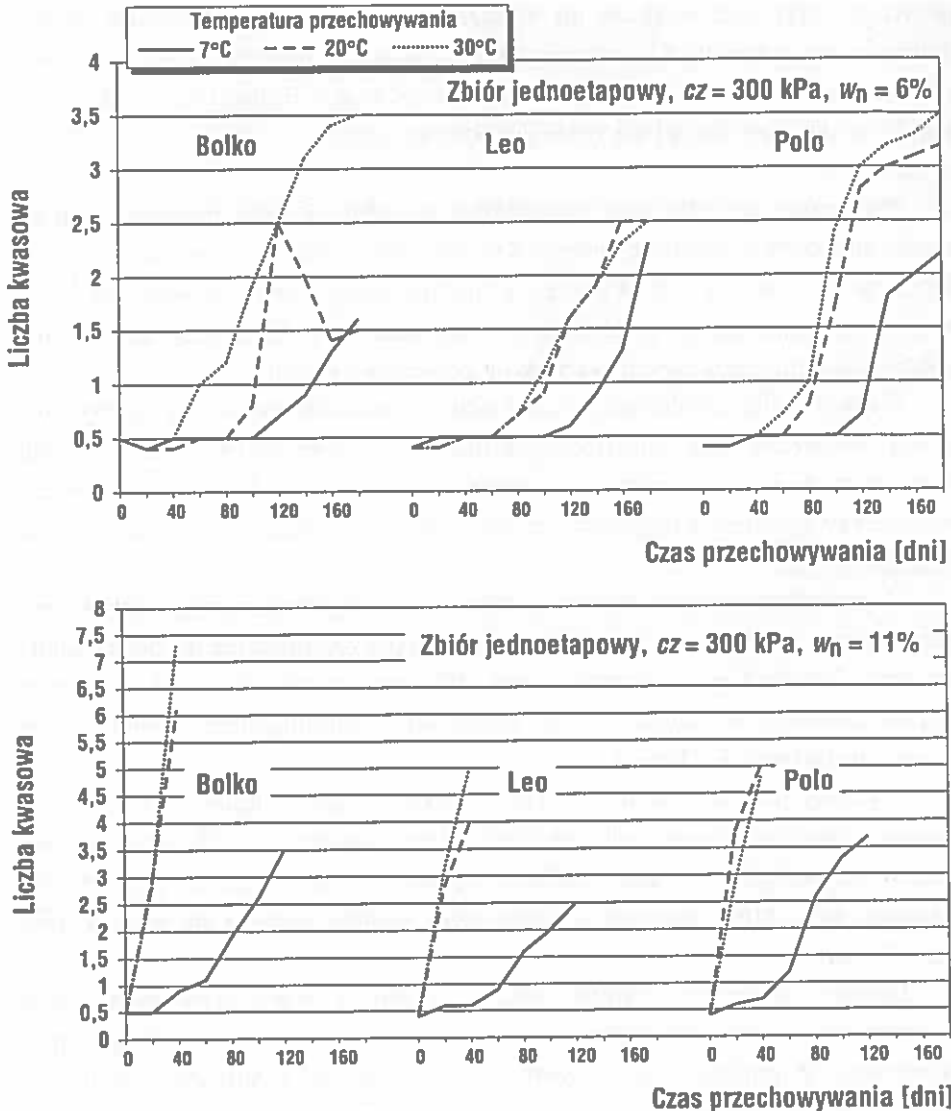 Temperatura przechowywania
7°C 20°C 30°C
Zbiór jednoetapowy, cz = 300 kPa, wn = 6%
Bolko Leo Polo
Liczba kwasowa
4
3,5
3
2,5
2
1,5
1
0,5
0
0 40 80 120 160 0 40 80 120 160 0 40 80 120 160
Czas przechowywania [dni]
Zbiór jednoetapowy, cz = 300 kPa, wn = 11%
Bolko Leo Polo
Liczba kwasowa
8
7,5
7
6,5
6
5,5
5
4,5
4
3,5
3
2,5
2
1,5
1
0,5
0
0 40 80 120 160 0 40 80 120 160 0 40 80 120 160
Czas przechowywania [dni]